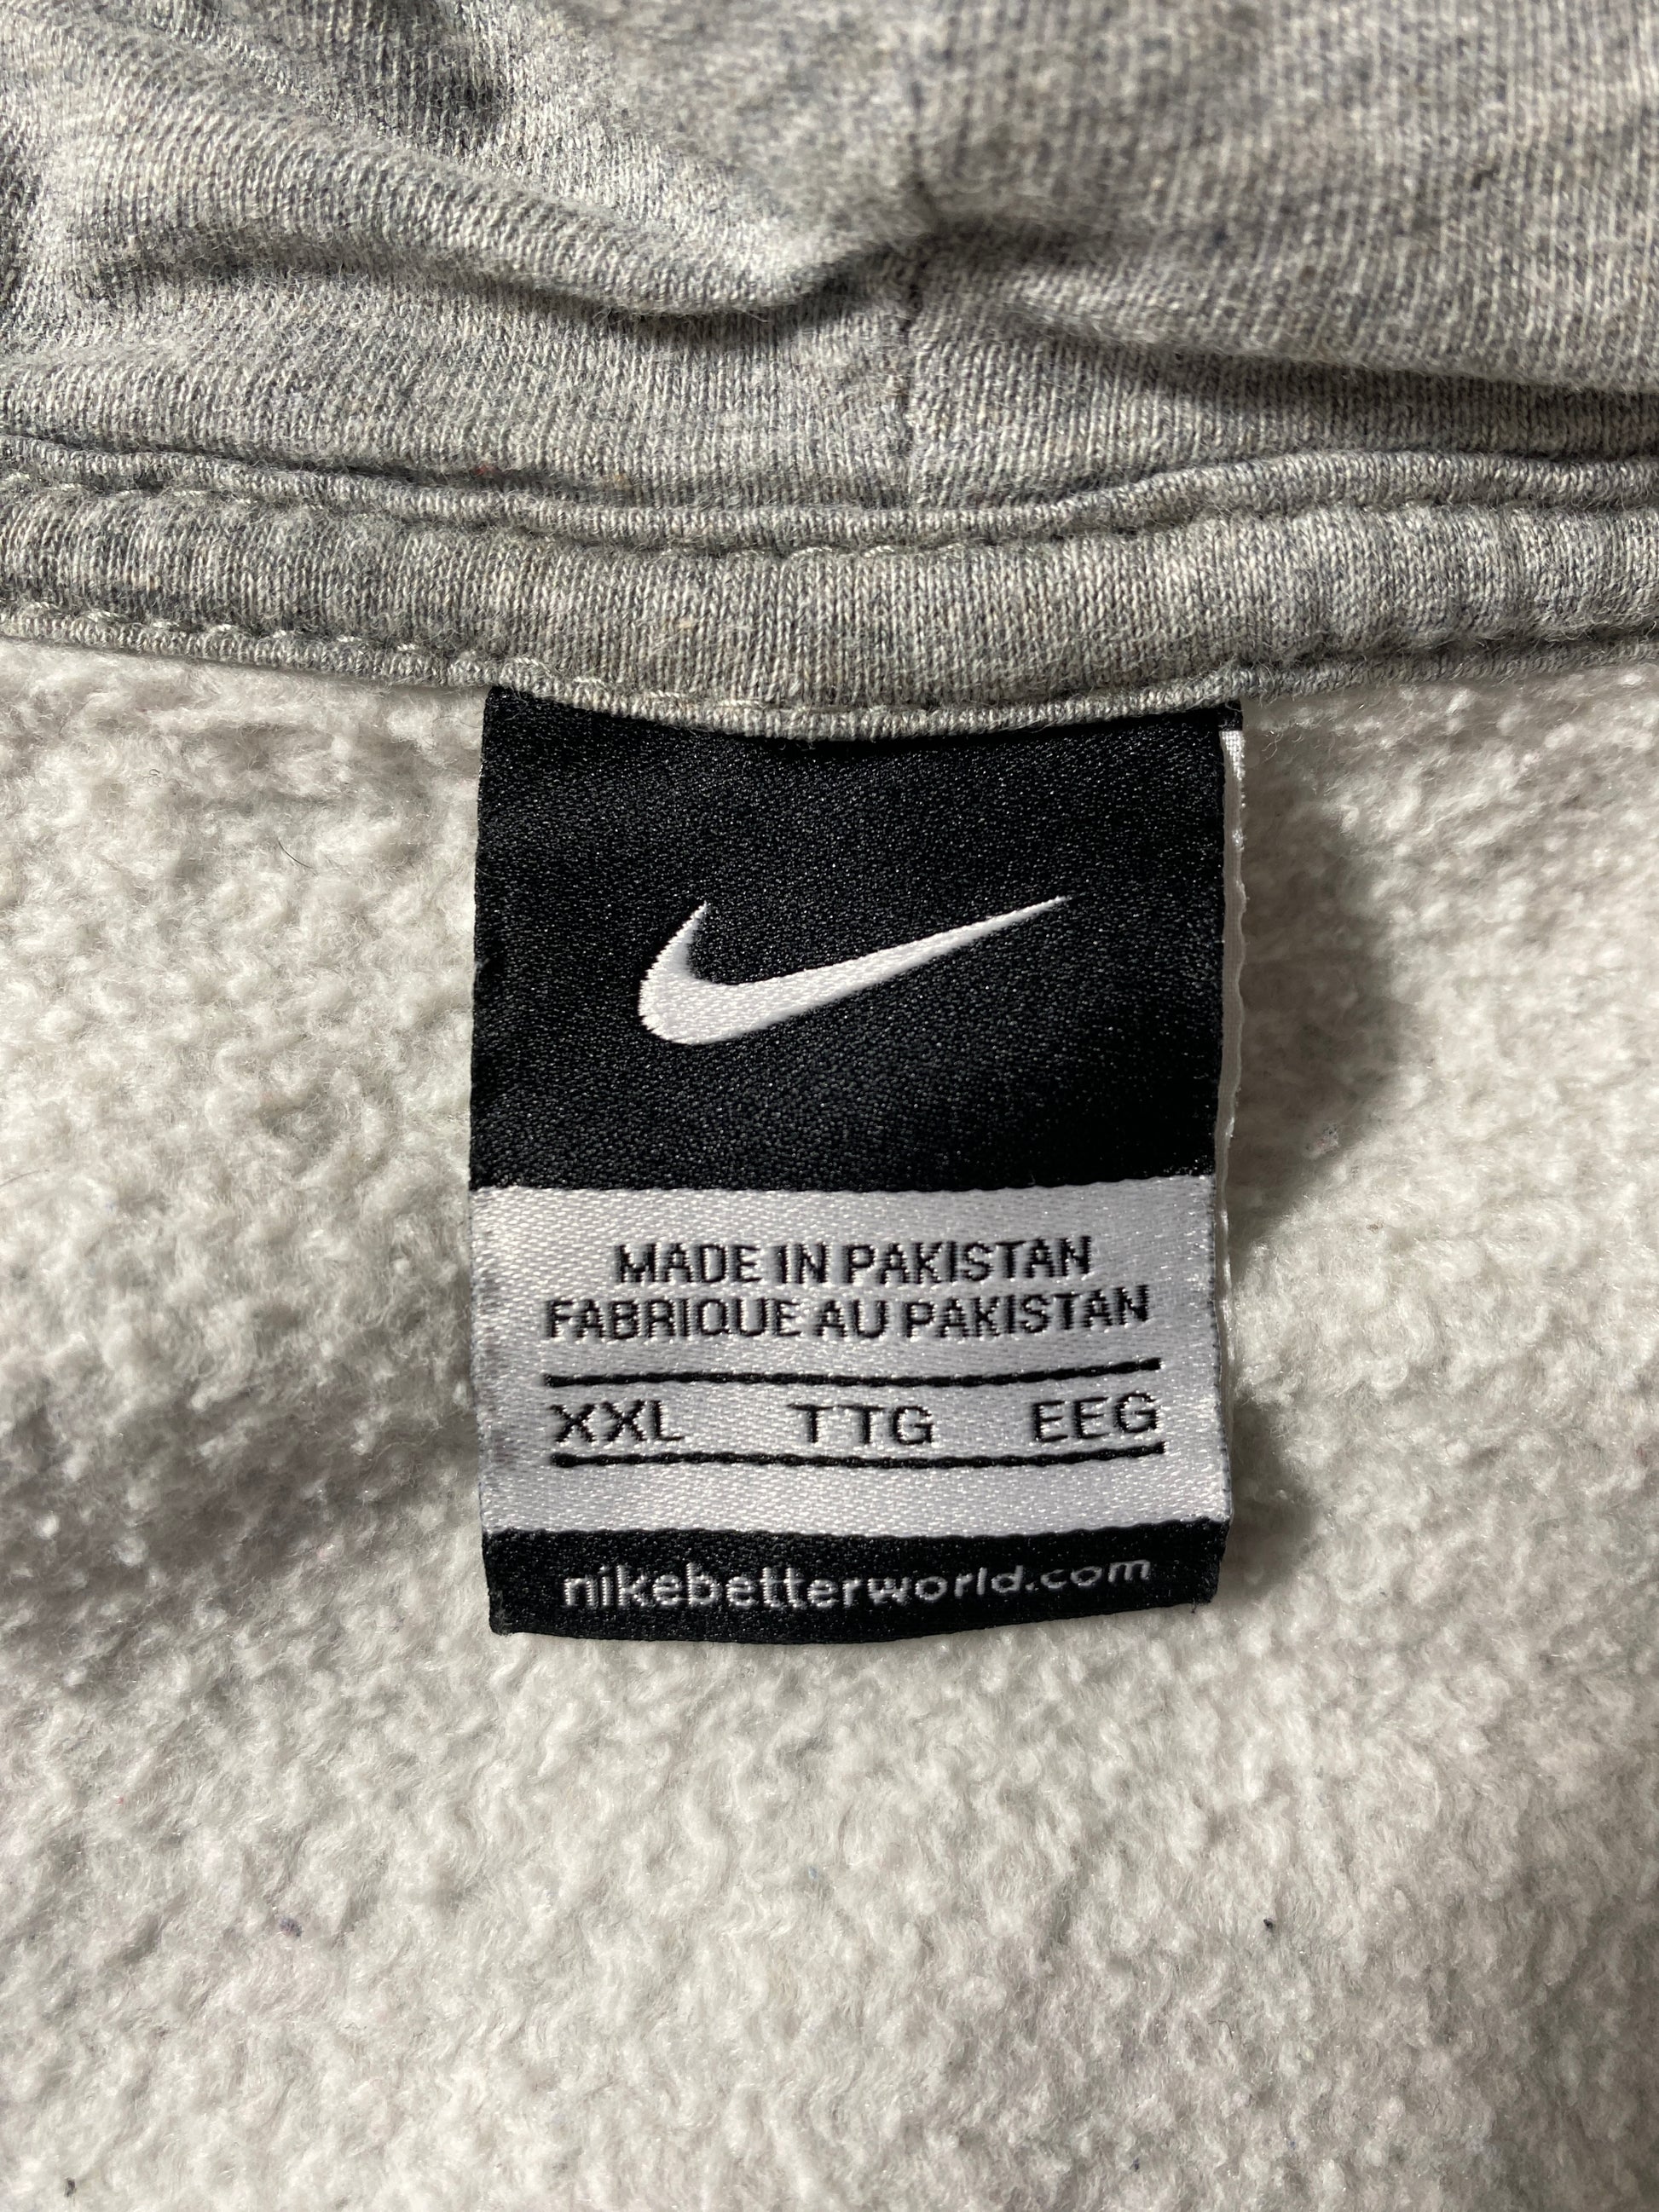 MADE IN PAKISTAN
FABRIQUE AU PAKISTAN
XXL TTG EEG
nikebetterworld.com